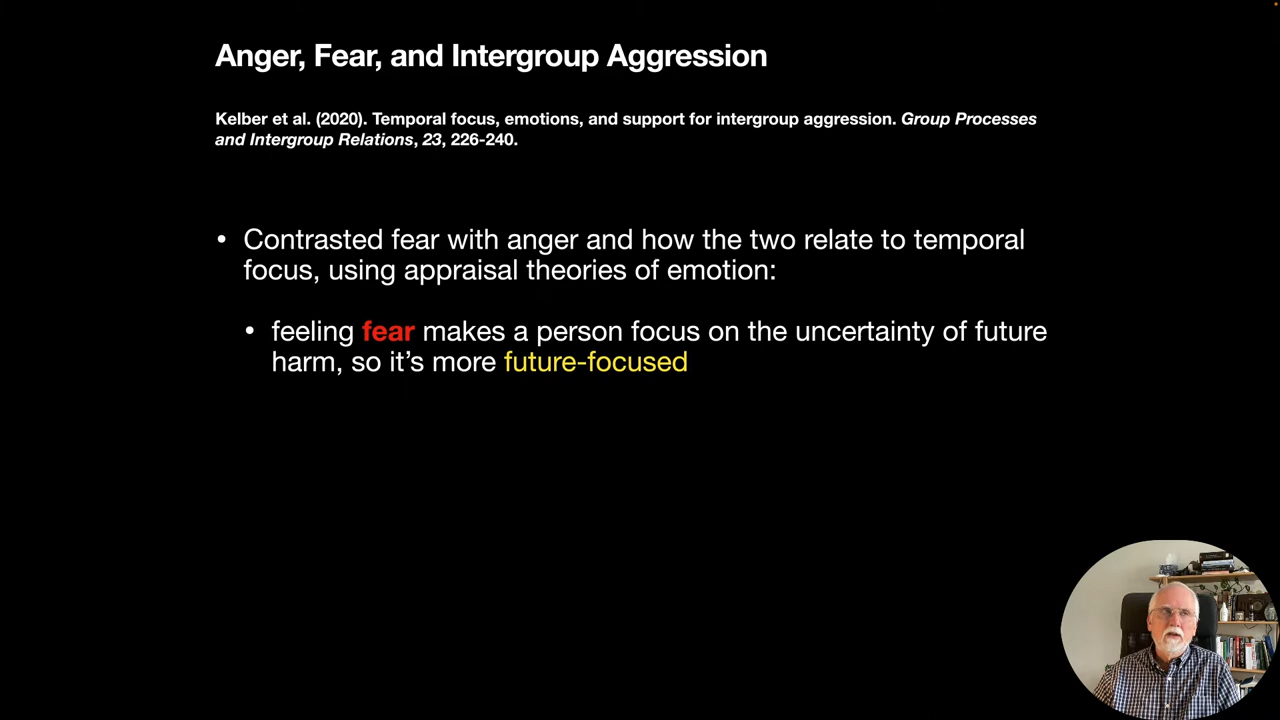 Anger, Fear, and Intergroup Aggression
Kelber et al. (2020). Temporal focus, emotions, and support for intergroup aggression. Group Processes
and Intergroup Relations, 23, 226-240.
• Contrasted fear with anger and how the two relate to temporal
focus, using appraisal theories of emotion:
• feeling fear makes a person focus on the uncertainty of future
harm, so it’s more future-focused